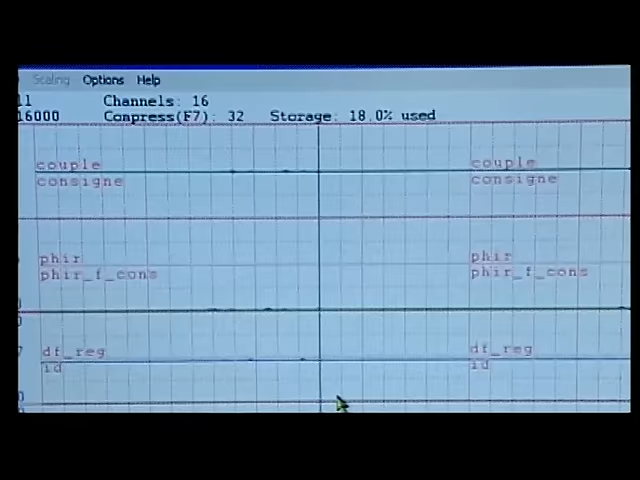 Scaling Options Help
11 Channels: 16
16000 Compress(F7): 32 Storage: 18.0% used
couple couple
consigne consigne
phir phir
phir_f_cons phir_f_cons
df_reg df_reg
id id